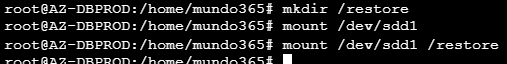 root@AZ-DBPROD:/home/mundo365# mkdir /restore
root@AZ-DBPROD:/home/mundo365# mount /dev/sdd1
root@AZ-DBPROD:/home/mundo365# mount /dev/sdd1 /restore
root@AZ-DBPROD:/home/mundo365#